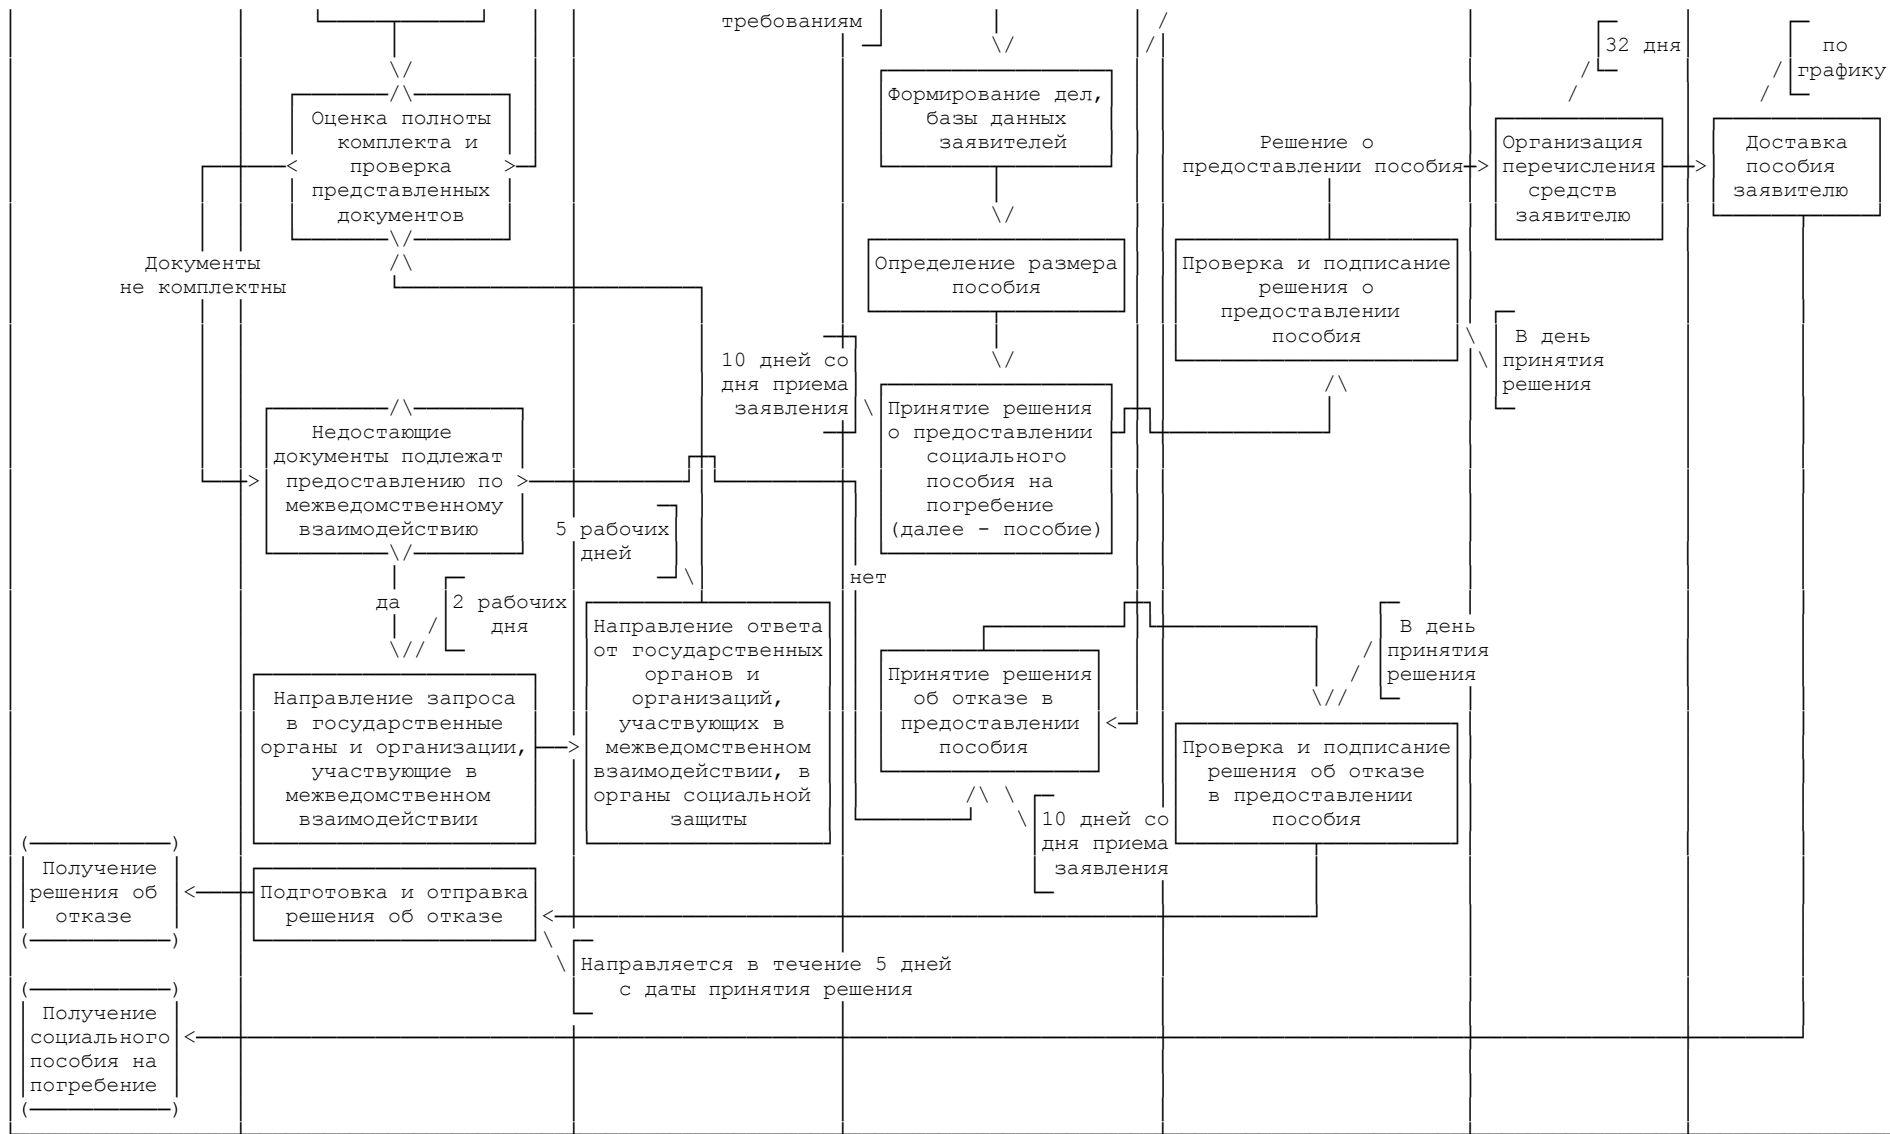 требованиям
32 дня
по
графику
Формирование дел,
базы данных
заявителей
Оценка полноты
комплекта и
проверка
представленных
документов
Решение о
предоставлении пособия
Организация
перечисления
средств
заявителю
Доставка
пособия
заявителю
Документы
не комплектны
Определение размера
пособия
Проверка и подписание
решения о
предоставлении
пособия
В день
принятия
решения
10 дней со
дня приема
заявления
Принятие решения
о предоставлении
социального
пособия на
погребение
(далее - пособие)
Недостающие
документы подлежат
предоставлению по
межведомственному
взаимодействию
5 рабочих
дней
нет
да
2 рабочих
дня
Направление запроса
в государственные
органы и организации,
участвующие в
межведомственном
взаимодействии
Направление ответа
от государственных
органов и
организаций,
участвующих в
межведомственном
взаимодействии, в
органы социальной
защиты
Принятие решения
об отказе в
предоставлении
пособия
В день
принятия
решения
Проверка и подписание
решения об отказе
в предоставлении
пособия
10 дней со
дня приема
заявления
Получение
решения об
отказе
Подготовка и отправка
решения об отказе
Направляется в течение 5 дней
с даты принятия решения
Получение
социального
пособия на
погребение